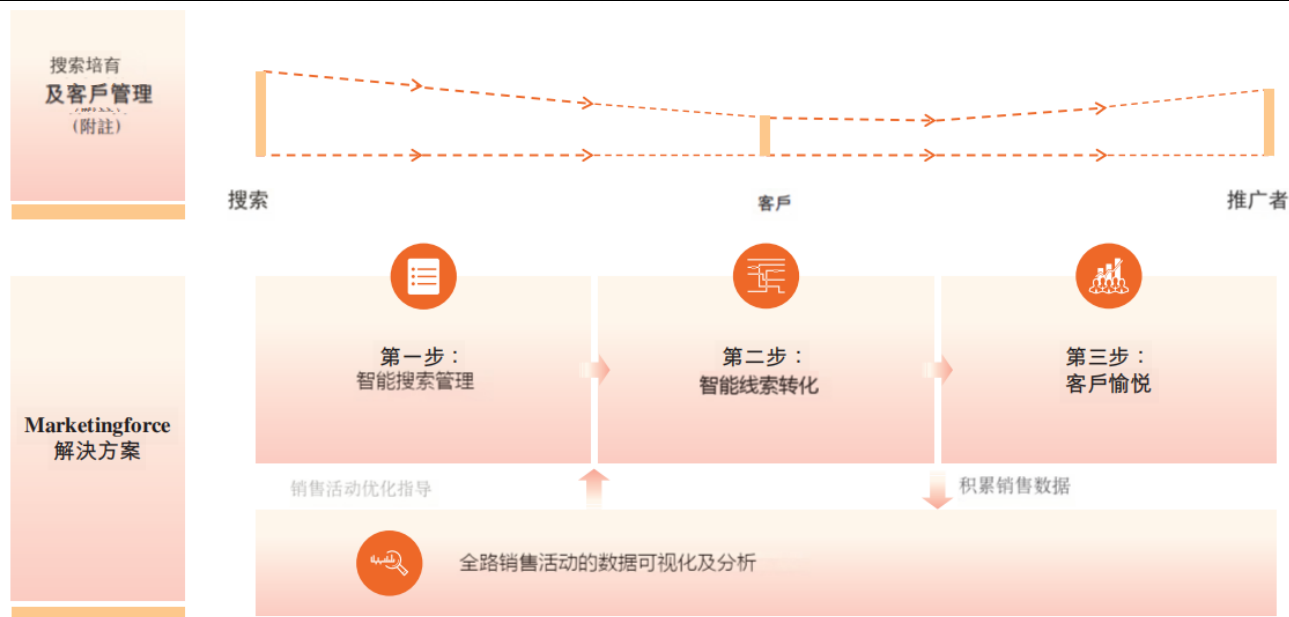 搜索培育
及客戶管理
(附註)
搜索
客戶
推广者
第一步：
智能搜索管理
第二步：
智能线索转化
第三步：
客戶愉悦
Marketingforce
解決方案
销售活动优化指导
积累销售数据
全路销售活动的数据可视化及分析